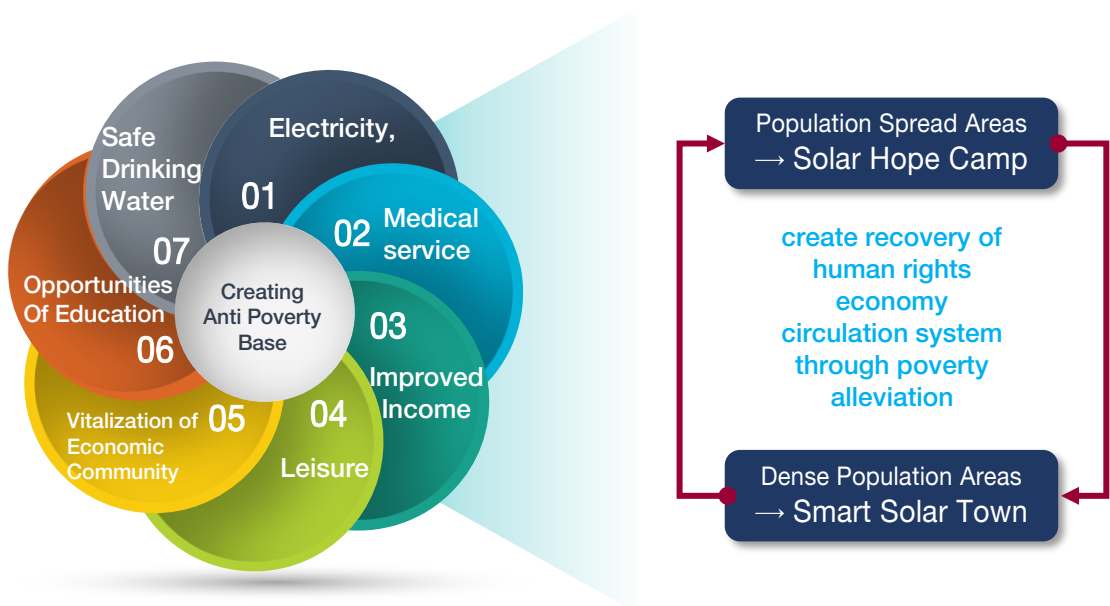 Electricity,
01
02
Medical
service
03
Improved
Income
04
Leisure
05
Vitalization of
Economic
Community
06
Opportunities
Of Education
07
Safe
Drinking
Water
Creating
Anti Poverty
Base
Population Spread Areas
→ Solar Hope Camp
create recovery of
human rights
economy
circulation system
through poverty
alleviation
Dense Population Areas
→ Smart Solar Town